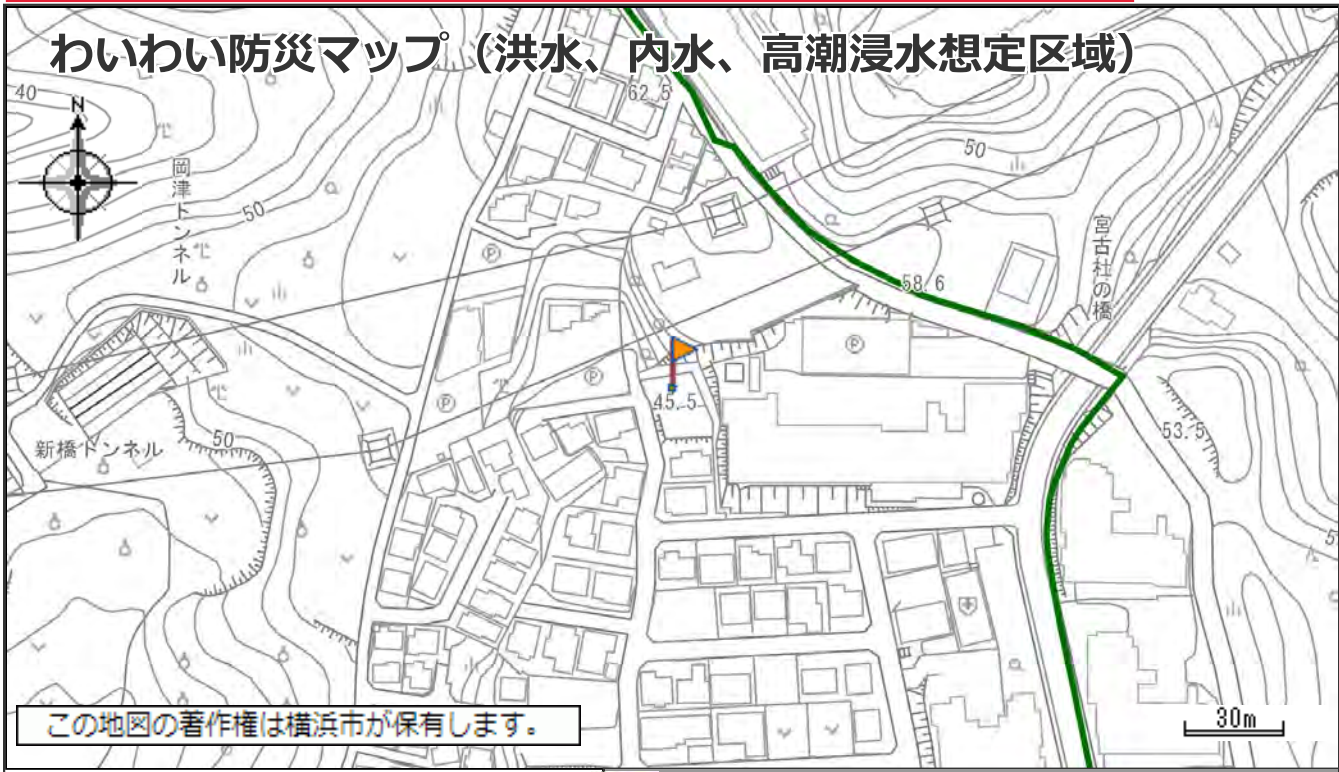 わいわい防災マップ（洪水、内水、高潮浸水想定区域）
62.5
40
N
岡津トンネル
50
50
宮古社の橋
58.6
P
P
P
P
45.5
53.5
新橋トンネル
50
この地図の著作権は横浜市が保有します。
30m